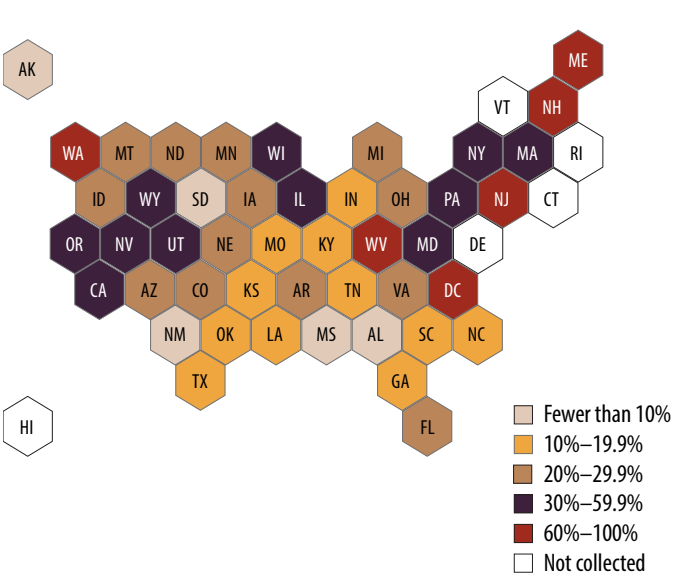 ME
AK
VT NH
WA MT ND MN WI MI NY MA RI
ID WY SD IA IL IN OH PA NJ CT
OR NV UT NE MO KY WV MD DE
CA AZ CO KS AR TN VA DC
NM OK LA MS AL SC NC
TX GA
HI FL
Fewer than 10%
10%–19.9%
20%–29.9%
30%–59.9%
60%–100%
Not collected